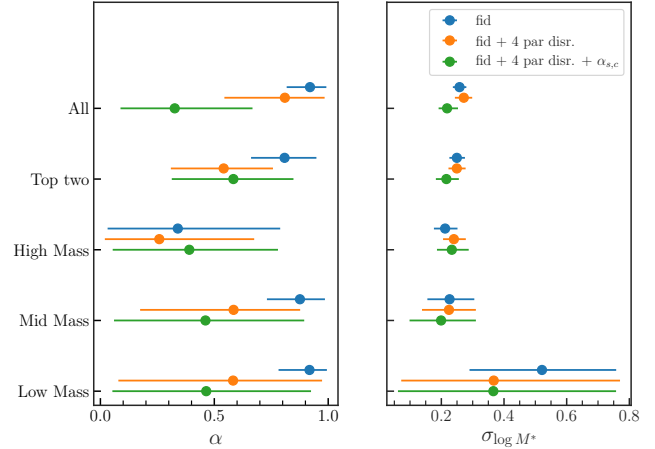 fid
fid + 4 par disr.
fid + 4 par disr. + α_{s,c}
All
Top two
High Mass
Mid Mass
Low Mass
0.0 0.5 1.0
α
0.2 0.4 0.6 0.8
σ_{log M*}